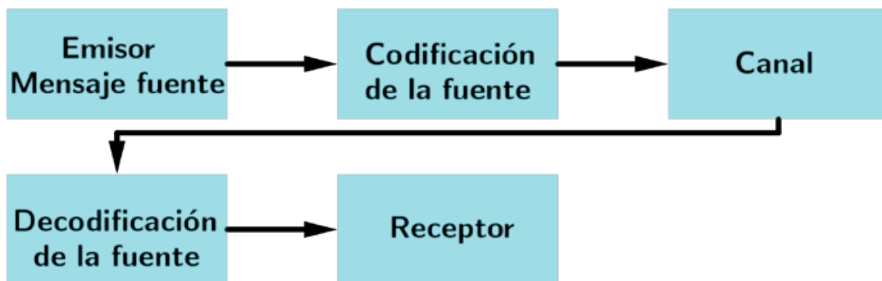 Emisor
Mensaje fuente
Codificación
de la fuente
Canal
Decodificación
de la fuente
Receptor